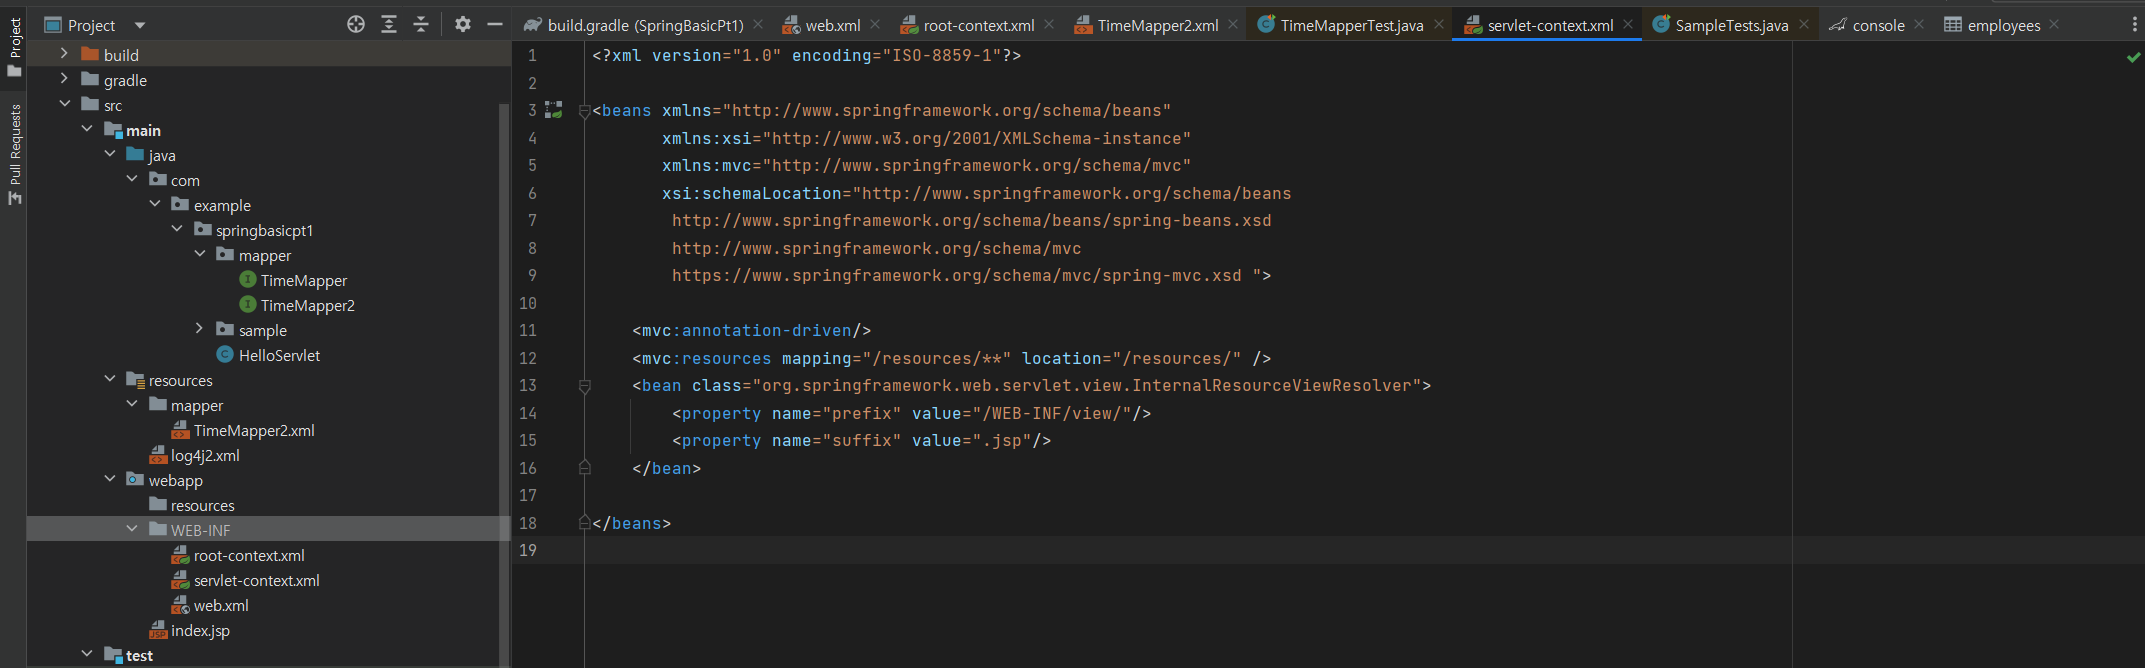 Project
build.gradle (SpringBasicPt1)
web.xml
root-context.xml
TimeMapper2.xml
TimeMapperTest.java
servlet-context.xml
SampleTests.java
console
employees
Project
Pull Requests
build
gradle
src
main
java
com
example
springbasicpt1
mapper
TimeMapper
TimeMapper2
sample
HelloServlet
resources
mapper
TimeMapper2.xml
log4j2.xml
webapp
resources
WEB-INF
root-context.xml
servlet-context.xml
web.xml
index.jsp
test
1 <?xml version="1.0" encoding="ISO-8859-1"?>
2
3 <beans xmlns="http://www.springframework.org/schema/beans"
4 xmlns:xsi="http://www.w3.org/2001/XMLSchema-instance"
5 xmlns:mvc="http://www.springframework.org/schema/mvc"
6 xsi:schemaLocation="http://www.springframework.org/schema/beans
7 http://www.springframework.org/schema/beans/spring-beans.xsd
8 http://www.springframework.org/schema/mvc
9 https://www.springframework.org/schema/mvc/spring-mvc.xsd ">
10
11 <mvc:annotation-driven/>
12 <mvc:resources mapping="/resources/**" location="/resources/" />
13 <bean class="org.springframework.web.servlet.view.InternalResourceViewResolver">
14 <property name="prefix" value="/WEB-INF/view/"/>
15 <property name="suffix" value=".jsp"/>
16 </bean>
17
18 </beans>
19